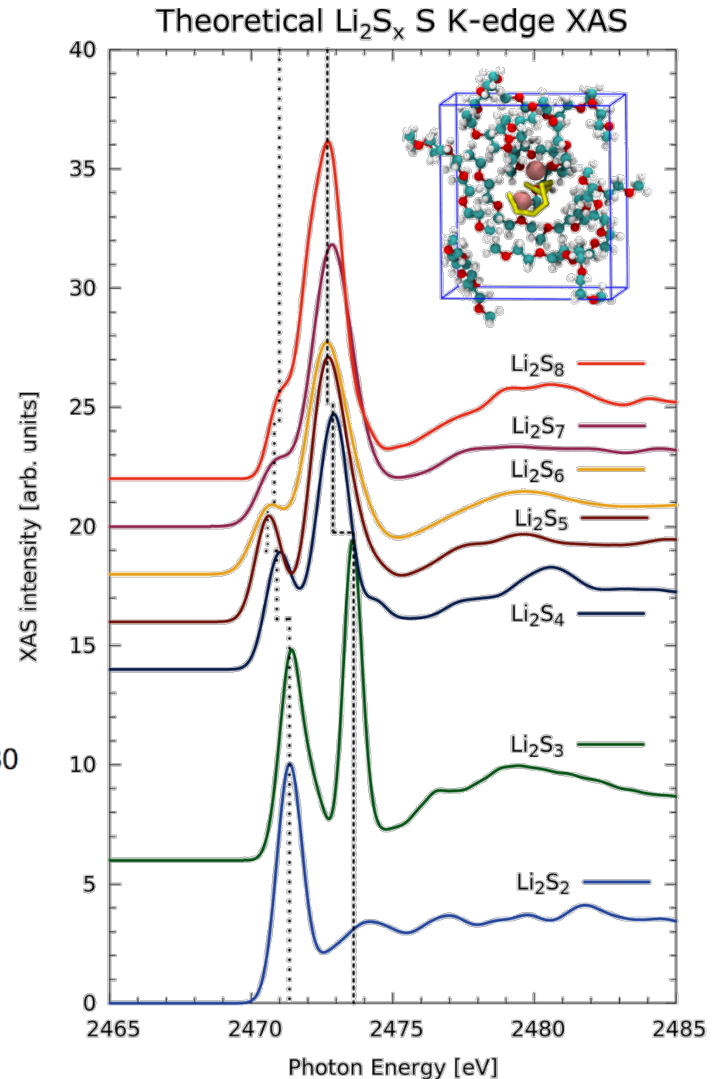 Theoretical Li₂Sₓ S K-edge XAS
40
35
30
25
20
15
10
5
0
XAS intensity [arb. units]
Li₂S₈
Li₂S₇
Li₂S₆
Li₂S₅
Li₂S₄
Li₂S₃
Li₂S₂
2465 2470 2475 2480 2485
Photon Energy [eV]